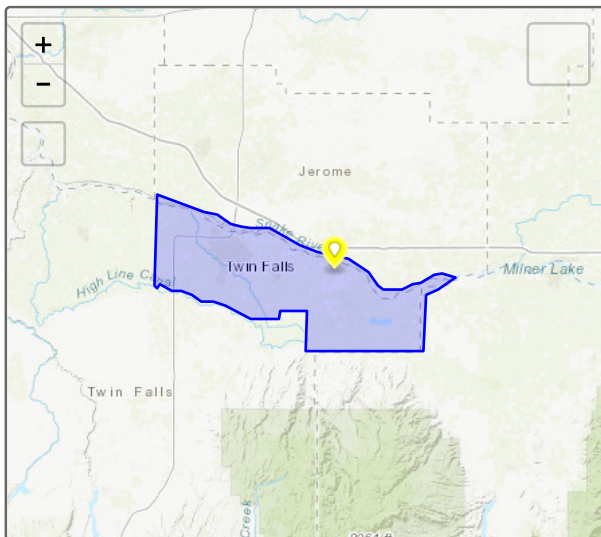 +
−
Jerome
Snake River
Twin Falls
High Line Canal
Milner Lake
Twin Falls
Creek